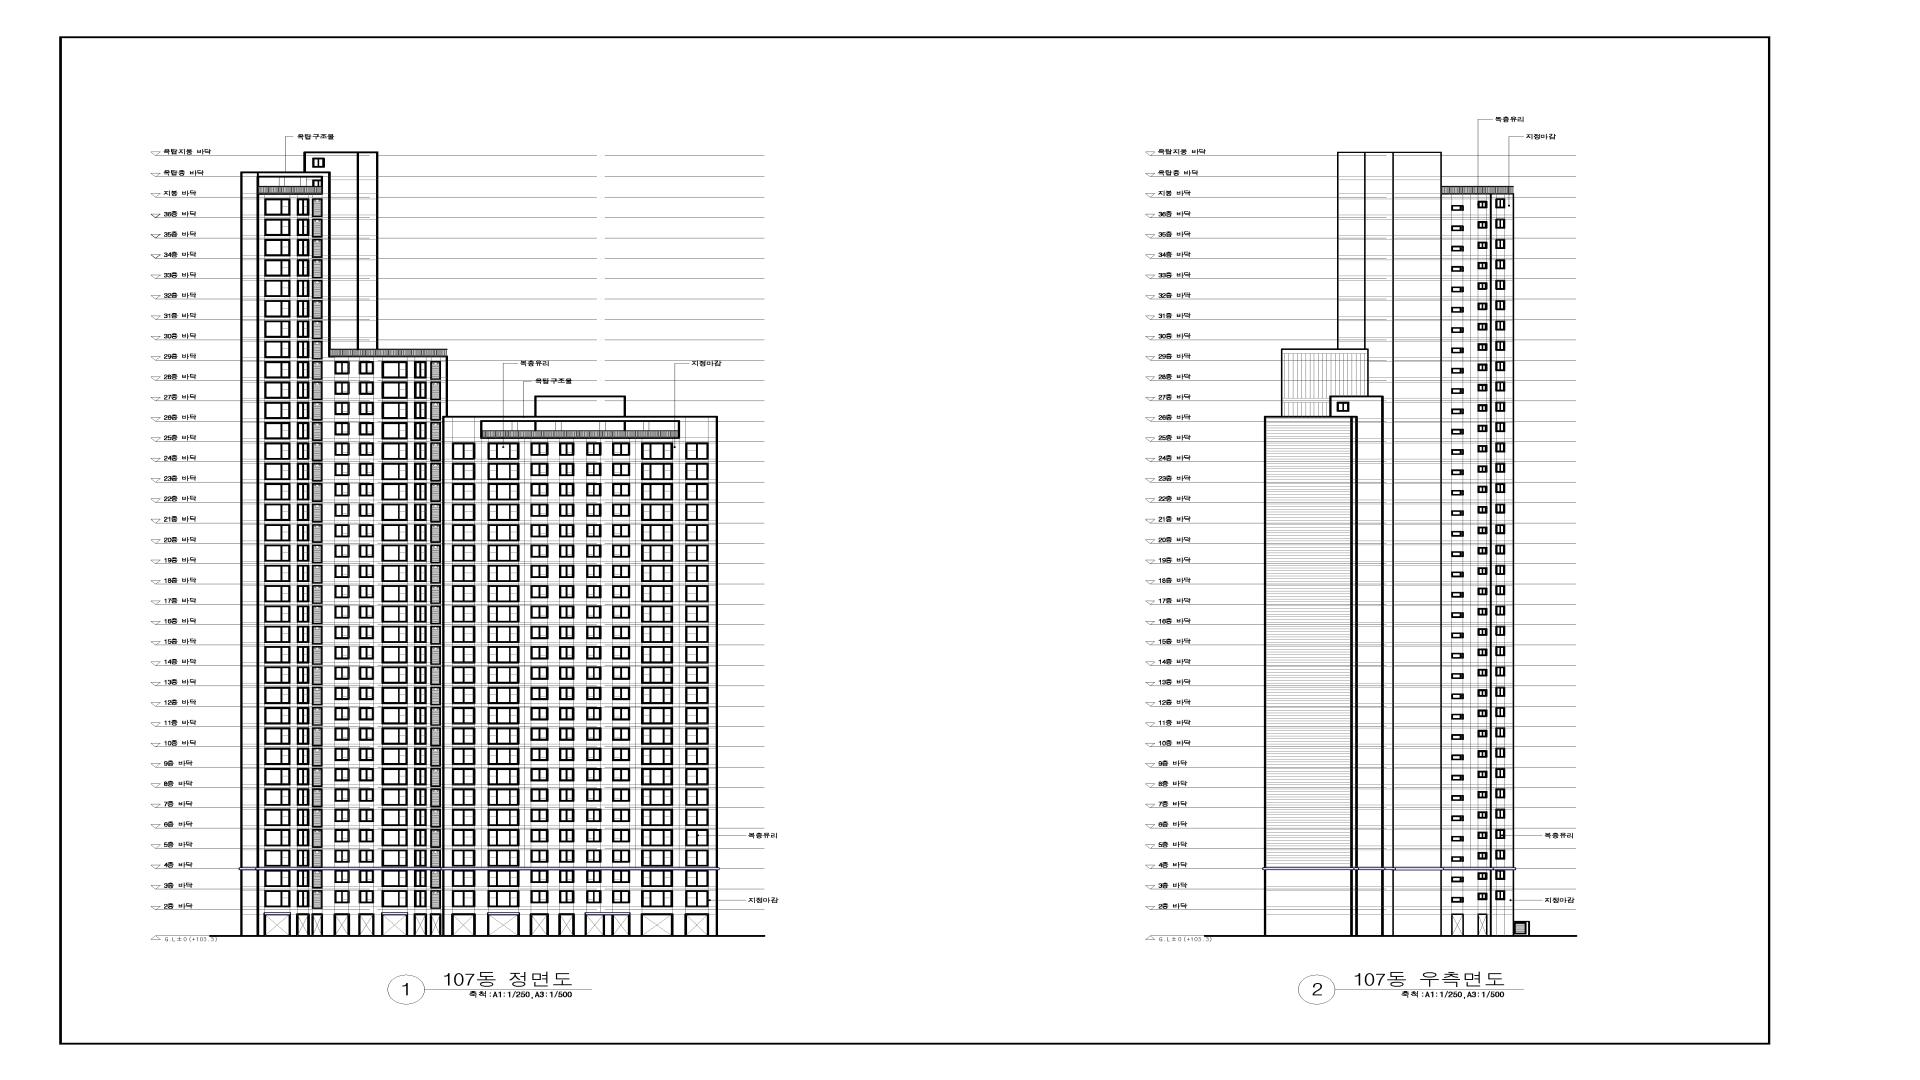 옥탑구조물
옥탑지붕 바닥
옥탑층 바닥
지붕 바닥
36층 바닥
35층 바닥
34층 바닥
33층 바닥
32층 바닥
31층 바닥
30층 바닥
29층 바닥
28층 바닥
27층 바닥
26층 바닥
25층 바닥
24층 바닥
23층 바닥
22층 바닥
21층 바닥
20층 바닥
19층 바닥
18층 바닥
17층 바닥
16층 바닥
15층 바닥
14층 바닥
13층 바닥
12층 바닥
11층 바닥
10층 바닥
9층 바닥
8층 바닥
7층 바닥
6층 바닥
5층 바닥
4층 바닥
3층 바닥
2층 바닥
G.L±0(+103.3)
복층유리
지정마감
옥탑구조물
복층유리
지정마감
1
107동 정면도
축척:A1:1/250,A3:1/500
복층유리
지정마감
옥탑지붕 바닥
옥탑층 바닥
지붕 바닥
36층 바닥
35층 바닥
34층 바닥
33층 바닥
32층 바닥
31층 바닥
30층 바닥
29층 바닥
28층 바닥
27층 바닥
26층 바닥
25층 바닥
24층 바닥
23층 바닥
22층 바닥
21층 바닥
20층 바닥
19층 바닥
18층 바닥
17층 바닥
16층 바닥
15층 바닥
14층 바닥
13층 바닥
12층 바닥
11층 바닥
10층 바닥
9층 바닥
8층 바닥
7층 바닥
6층 바닥
5층 바닥
4층 바닥
3층 바닥
2층 바닥
G.L±0(+103.3)
복층유리
지정마감
2
107동 우측면도
축척:A1:1/250,A3:1/500